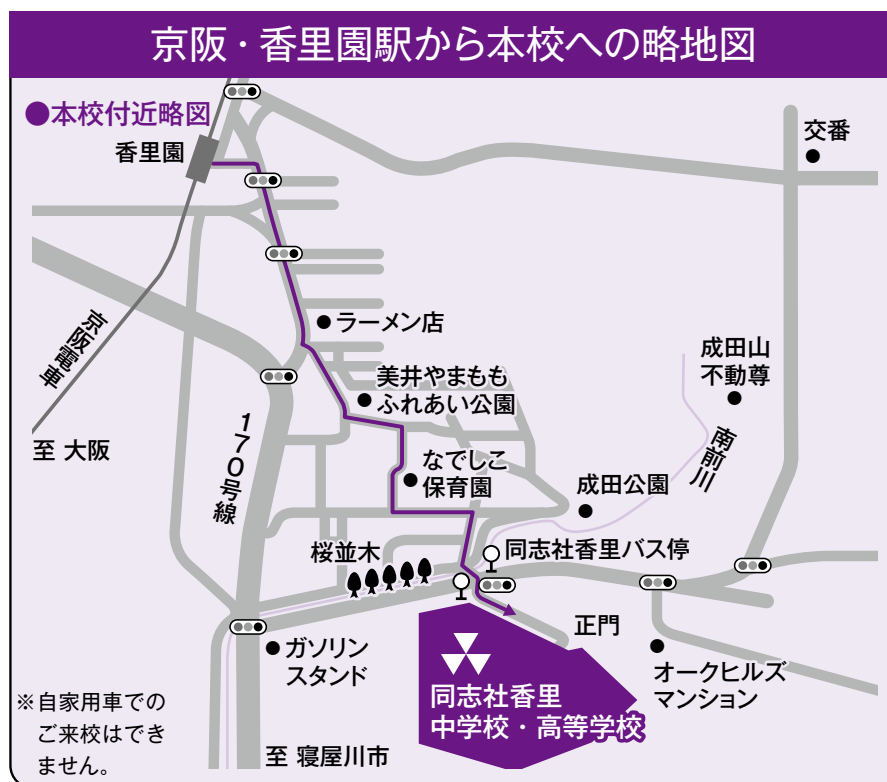 京阪・香里園駅から本校への略地図
●本校付近略図
香里園
交番
京阪電車
ラーメン店
成田山
不動尊
美井やまもも
ふれあい公園
至 大阪
170号線
南前川
なでしこ
保育園
成田公園
桜並木
同志社香里バス停
正門
ガソリン
スタンド
オークヒルズ
マンション
同志社香里
中学校・高等学校
※自家用車での
ご来校はでき
ません。
至 寝屋川市